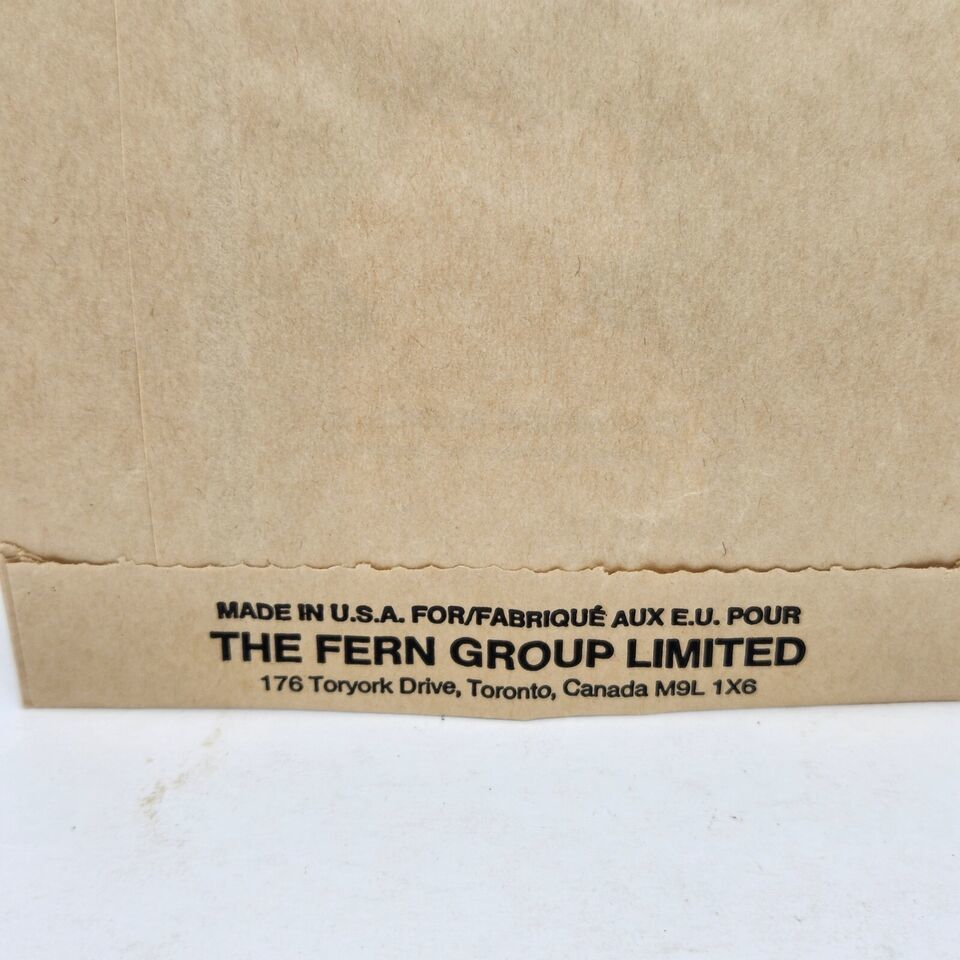 MADE IN U.S.A. FOR/FABRIQUÉ AUX E.U. POUR
THE FERN GROUP LIMITED
176 Toryork Drive, Toronto, Canada M9L 1X6